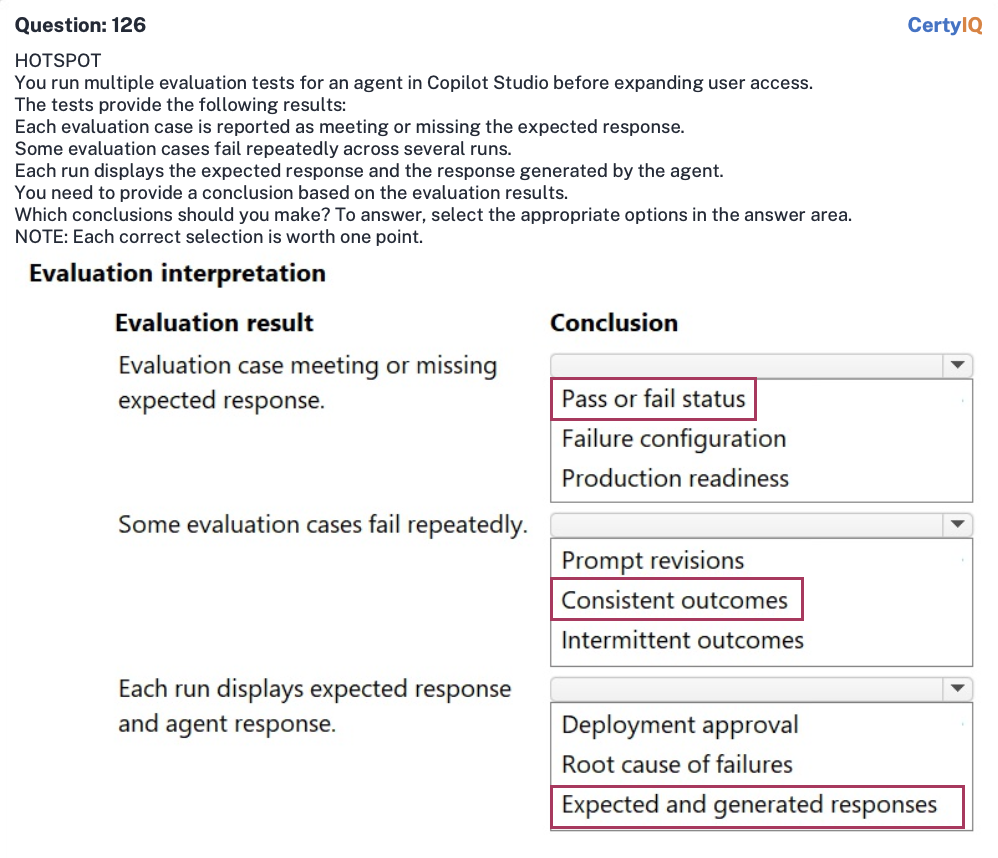 Question: 126
CertyIQ
HOTSPOT
You run multiple evaluation tests for an agent in Copilot Studio before expanding user access.
The tests provide the following results:
Each evaluation case is reported as meeting or missing the expected response.
Some evaluation cases fail repeatedly across several runs.
Each run displays the expected response and the response generated by the agent.
You need to provide a conclusion based on the evaluation results.
Which conclusions should you make? To answer, select the appropriate options in the answer area.
NOTE: Each correct selection is worth one point.
Evaluation interpretation
Evaluation result
Conclusion
Evaluation case meeting or missing
expected response.
Pass or fail status
Failure configuration
Production readiness
Some evaluation cases fail repeatedly.
Prompt revisions
Consistent outcomes
Intermittent outcomes
Each run displays expected response
and agent response.
Deployment approval
Root cause of failures
Expected and generated responses